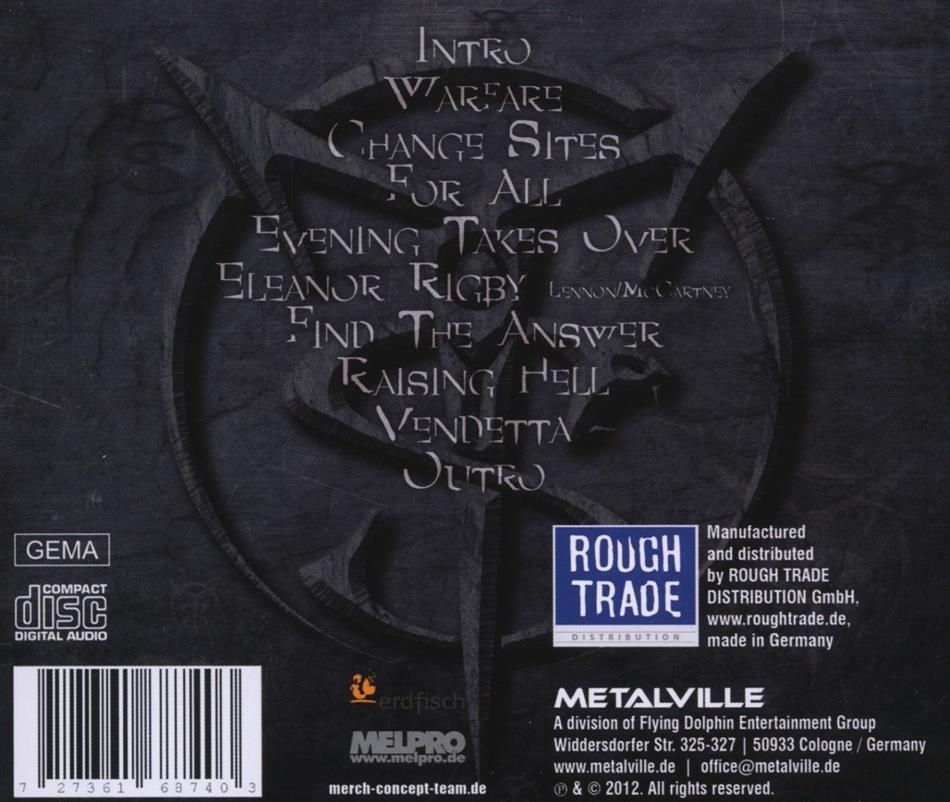 INTRO
WARFARE
CHANGE SITES
FOR ALL
EVENING TAKES OVER
ELEANOR RIGBY LENNON/MCCARTNEY
FIND THE ANSWER
RAISING HELL
VENDETTA
OUTRO
GEMA
COMPACT
disc
DIGITAL AUDIO
7 27361 68740 3
erdfisch
MELPRO
www.melpro.de
merch-concept-team.de
ROUGH
TRADE
DISTRIBUTION
Manufactured
and distributed
by ROUGH TRADE
DISTRIBUTION GmbH,
www.roughtrade.de,
made in Germany
METALVILLE
A division of Flying Dolphin Entertainment Group
Widdersdorfer Str. 325-327 | 50933 Cologne / Germany
www.metalville.de | office@metalville.de
℗ & © 2012. All rights reserved.